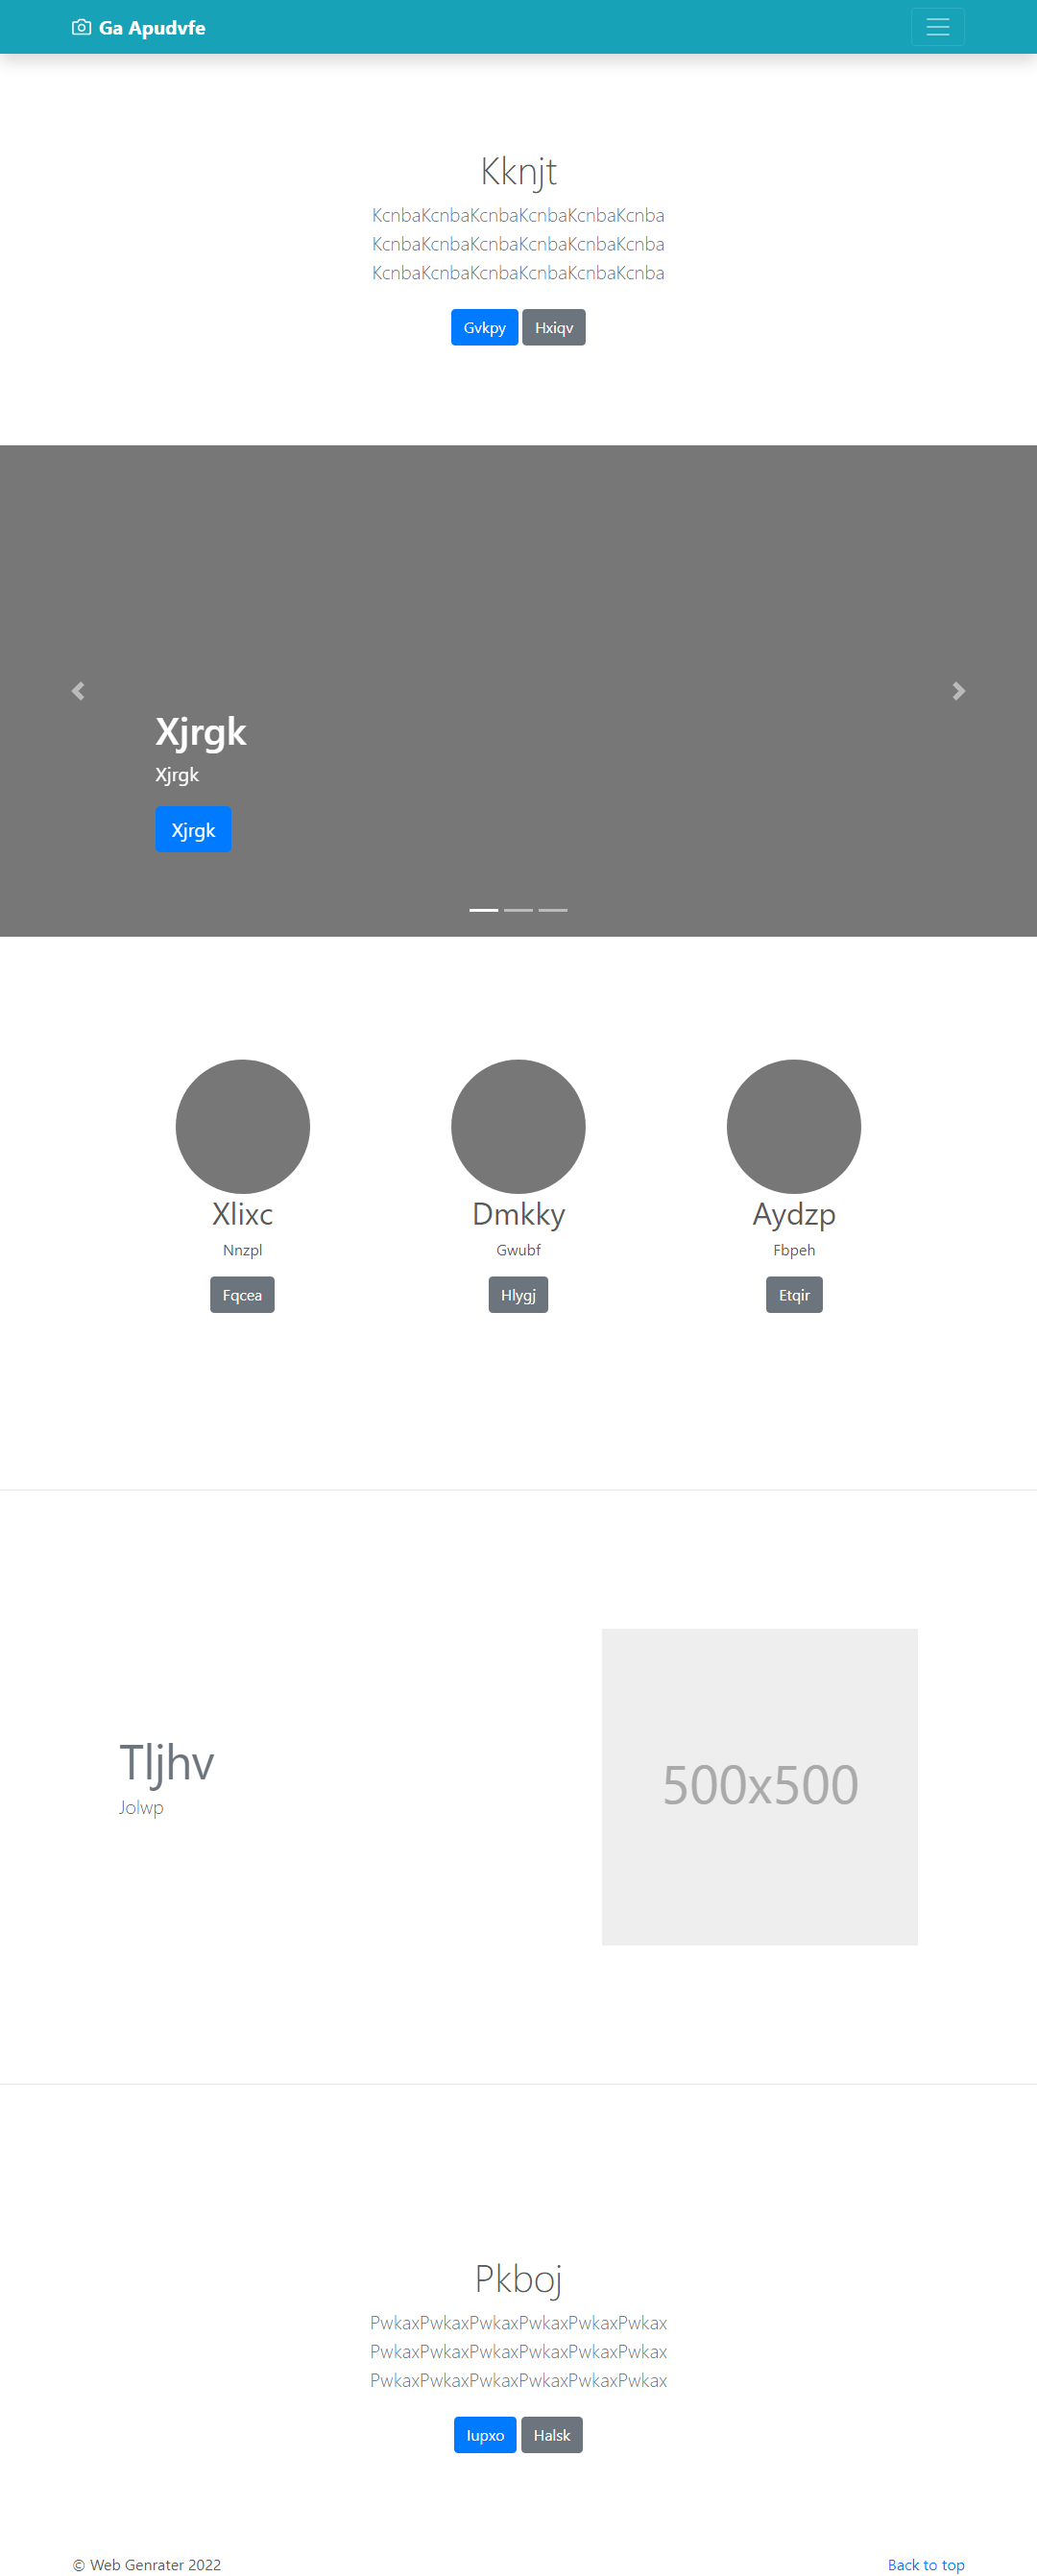 Ga Apudvfe
Kknjt
KcnbaKcnbaKcnbaKcnbaKcnbaKcnba
KcnbaKcnbaKcnbaKcnbaKcnbaKcnba
KcnbaKcnbaKcnbaKcnbaKcnbaKcnba
Gvkpy Hxiqv
Xjrgk
Xjrgk
Xjrgk
Xlixc Dmkky Aydzp
Nnzpl Gwubf Fbpeh
Fqcea Hlygj Etqir
Tljhv
Jolwp
500x500
Pkboj
PwkaxPwkaxPwkaxPwkaxPwkaxPwkax
PwkaxPwkaxPwkaxPwkaxPwkaxPwkax
PwkaxPwkaxPwkaxPwkaxPwkaxPwkax
Iupxo Halsk
© Web Genrater 2022 Back to top